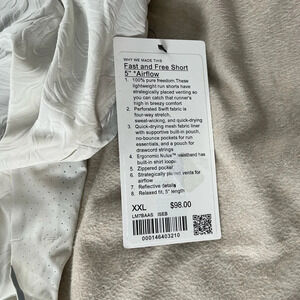 WHY WE MADE THIS
Fast and Free Short
5" *Airflow
1. 100% pure freedom.These
lightweight run shorts have
strategically placed venting so
you can catch that runner's
high in breezy comfort
2. Perforated Swift fabric is
four-way stretch,
sweat-wicking, and quick-drying
3. Quick-drying mesh fabric liner
with supportive built-in pouch,
no-bounce pockets for run
essentials, and a pouch for
drawcord strings
4. Ergonomic Nulux™ waistband has
built-in shirt loops
5. Zippered pocket
6. Strategically placed vents for
airflow
7. Reflective details
8. Relaxed fit, 5" length
XXL $98.00
LM7BAAS ISEB
000146403210